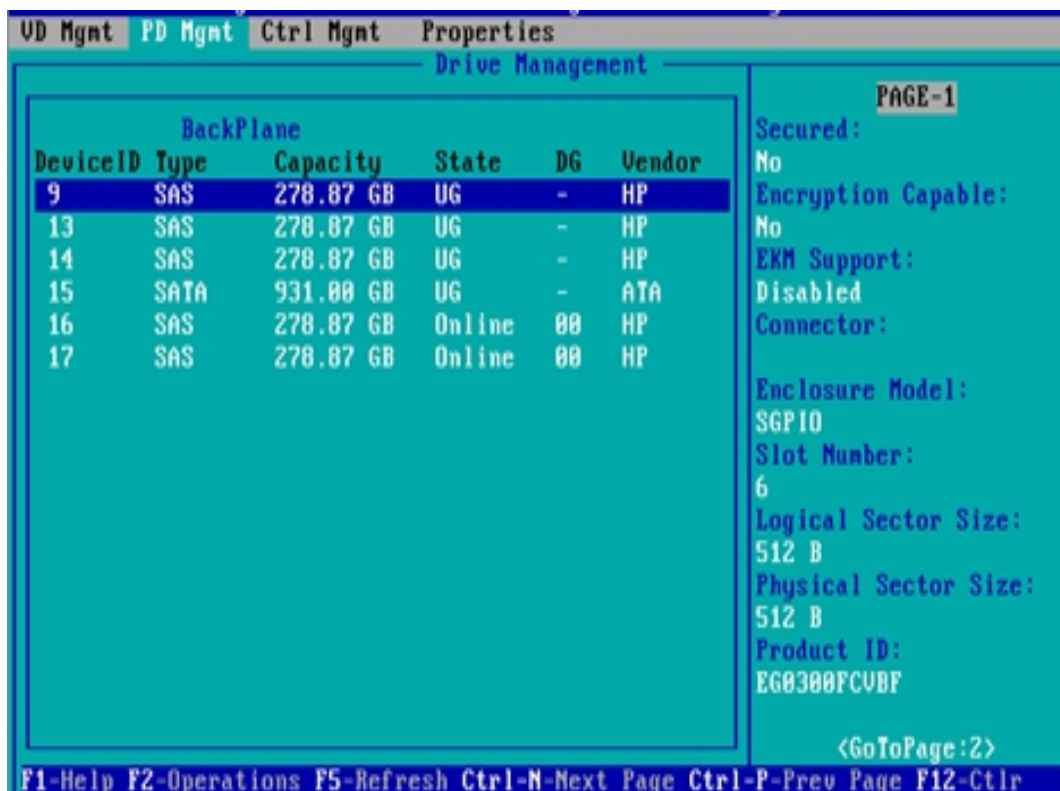 VD Mgmt PD Mgmt Ctrl Mgmt Properties
Drive Management
BackPlane
DeviceID Type Capacity State DG Vendor
9 SAS 278.87 GB UG - HP
13 SAS 278.87 GB UG - HP
14 SAS 278.87 GB UG - HP
15 SATA 931.00 GB UG - ATA
16 SAS 278.87 GB Online 00 HP
17 SAS 278.87 GB Online 00 HP
PAGE-1
Secured:
No
Encryption Capable:
No
EKM Support:
Disabled
Connector:
Enclosure Model:
SGPIO
Slot Number:
6
Logical Sector Size:
512 B
Physical Sector Size:
512 B
Product ID:
EG0300FCVBF
<GoToPage:2>
F1-Help F2-Operations F5-Refresh Ctrl-N-Next Page Ctrl-P-Prev Page F12-Ctlr